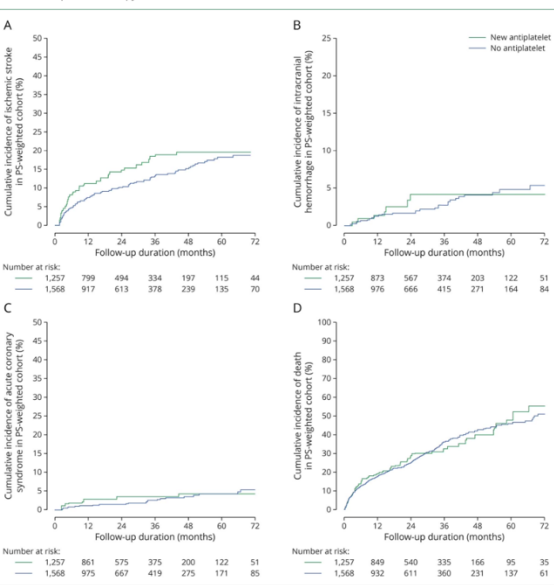 A
Cumulative incidence of ischemic stroke
in PS-weighted cohort (%)
50
45
40
35
30
25
20
15
10
5
0
0 12 24 36 48 60 72
Follow-up duration (months)
Number at risk:
1,257 799 494 334 197 115 44
1,568 917 613 378 239 135 70
B
New antiplatelet
No antiplatelet
Cumulative incidence of intracranial
hemorrhage in PS-weighted cohort (%)
25
20
15
10
5
0
0 12 24 36 48 60 72
Follow-up duration (months)
Number at risk:
1,257 873 567 374 203 122 51
1,568 976 666 415 271 164 84
C
Cumulative incidence of acute coronary
syndrome in PS-weighted cohort (%)
50
45
40
35
30
25
20
15
10
5
0
0 12 24 36 48 60 72
Follow-up duration (months)
Number at risk:
1,257 861 575 375 200 122 51
1,568 975 667 419 275 171 85
D
Cumulative incidence of death
in PS-weighted cohort (%)
100
90
80
70
60
50
40
30
20
10
0
0 12 24 36 48 60 72
Follow-up duration (months)
Number at risk:
1,257 849 540 335 166 95 35
1,568 932 611 360 231 137 61